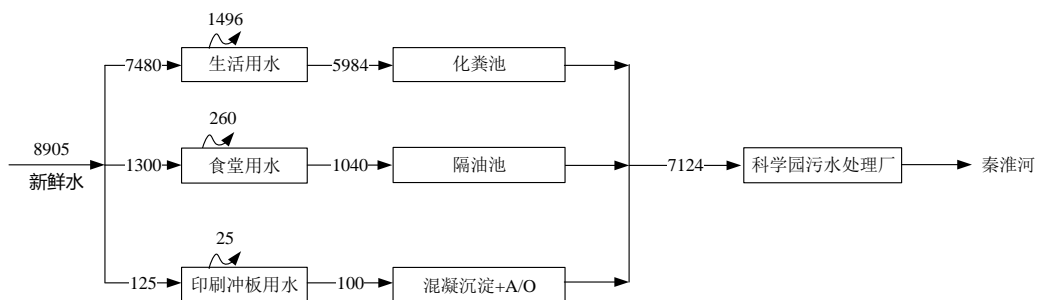 1496
7480
生活用水
5984
化粪池
8905
新鲜水
260
1300
食堂用水
1040
隔油池
7124
科学园污水处理厂
秦淮河
25
125
印刷冲板用水
100
混凝沉淀+A/O